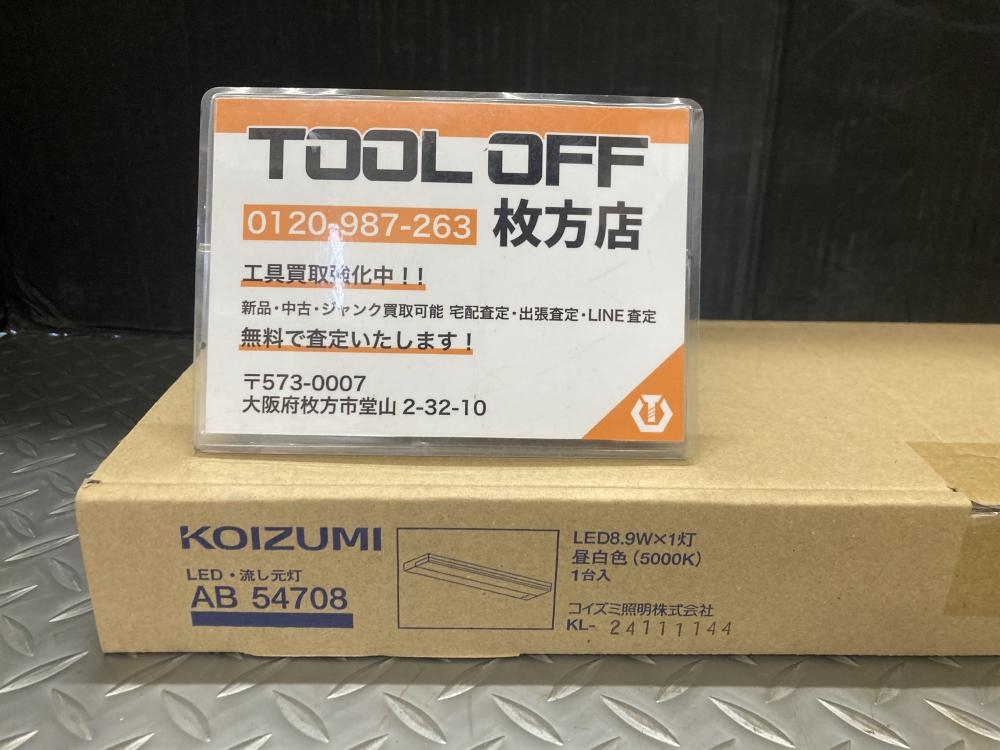 TOOL OFF
0120-987-263 枚方店
工具買取強化中！！
新品・中古・ジャンク買取可能 宅配査定・出張査定・LINE査定
無料で査定いたします！
〒573-0007
大阪府枚方市堂山 2-32-10
KOIZUMI
LED・流し元灯
AB 54708
LED8.9W×1灯
昼白色（5000K）
1台入
コイズミ照明株式会社
KL- 24111144